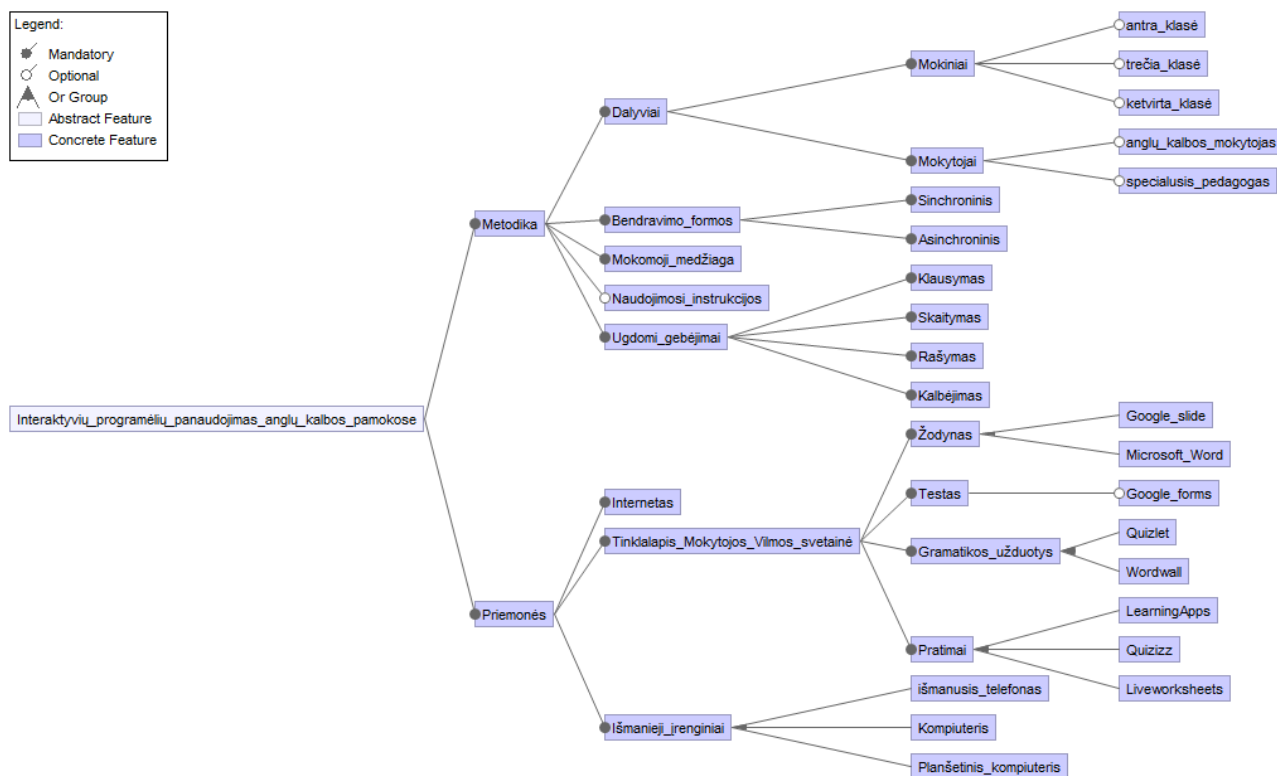 Legend:
Mandatory
Optional
Or Group
Abstract Feature
Concrete Feature
Interaktyvių_programėlių_panaudojimas_anglų_kalbos_pamokose
Metodika
Dalyviai
Mokiniai
antra_klasė
trečia_klasė
ketvirta_klasė
Mokytojai
anglų_kalbos_mokytojas
specialusis_pedagogas
Bendravimo_formos
Sinchroninis
Asinchroninis
Mokomoji_medžiaga
Naudojimosi_instrukcijos
Ugdomi_gebėjimai
Klausymas
Skaitymas
Rašymas
Kalbėjimas
Priemonės
Internetas
Tinklalapis_Mokytojos_Vilmos_svetainė
Žodynas
Google_slide
Microsoft_Word
Testas
Google_forms
Gramatikos_užduotys
Quizlet
Wordwall
Pratimai
LearningApps
Quizizz
Liveworksheets
Išmanieji_įrenginiai
išmanusis_telefonas
Kompiuteris
Planšetinis_kompiuteris